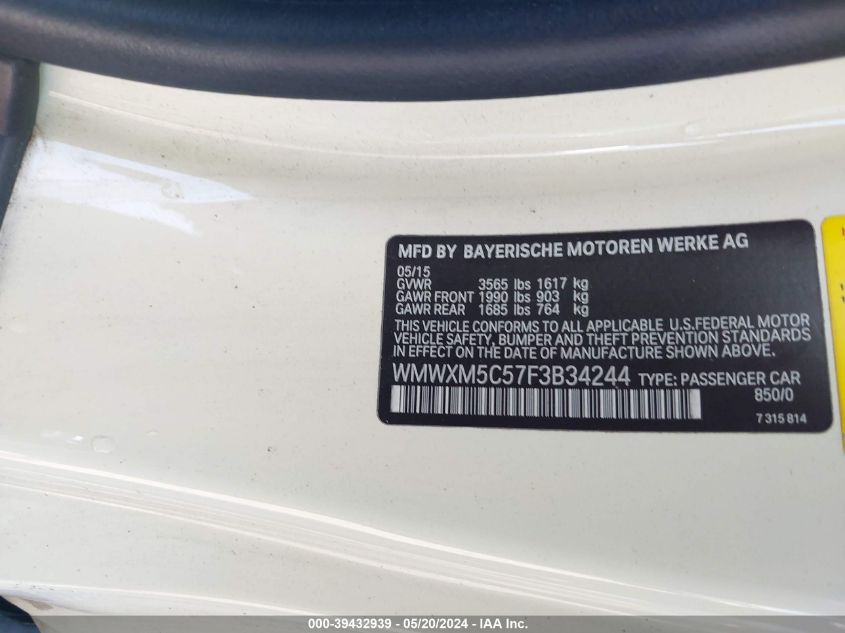 MFD BY BAYERISCHE MOTOREN WERKE AG
05/15
GVWR 3565 lbs 1617 kg
GAWR FRONT 1990 lbs 903 kg
GAWR REAR 1685 lbs 764 kg
THIS VEHICLE CONFORMS TO ALL APPLICABLE U.S.FEDERAL MOTOR
VEHICLE SAFETY, BUMPER AND THEFT PREVENTION STANDARDS
IN EFFECT ON THE DATE OF MANUFACTURE SHOWN ABOVE.
WMWXM5C57F3B34244 TYPE: PASSENGER CAR
850/0
7 315 814
000-39432939 / 05/20/2024 - IAA Inc.